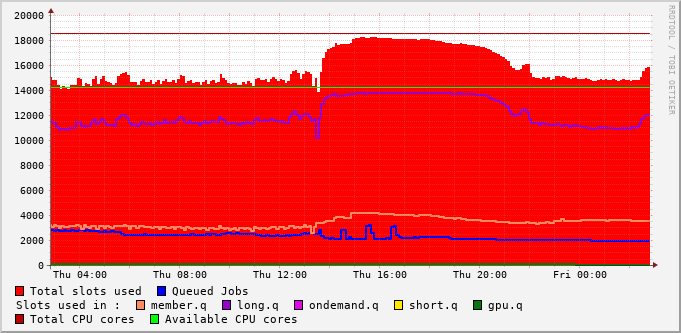 20000
18000
16000
14000
12000
10000
8000
6000
4000
2000
0
Thu 04:00 Thu 08:00 Thu 12:00 Thu 16:00 Thu 20:00 Fri 00:00
Total slots used Queued Jobs
Slots used in : member.q long.q ondemand.q short.q gpu.q
Total CPU cores Available CPU cores
RRDTOOL / TOBI OETIKER